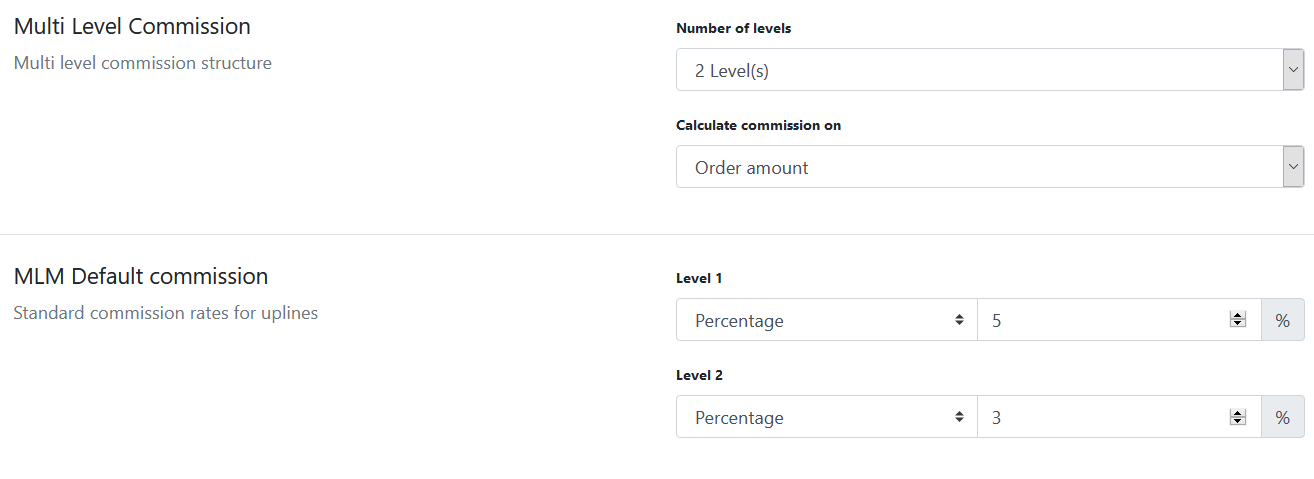 Multi Level Commission
Multi level commission structure
Number of levels
2 Level(s)
Calculate commission on
Order amount
MLM Default commission
Standard commission rates for uplines
Level 1
Percentage 5 %
Level 2
Percentage 3 %